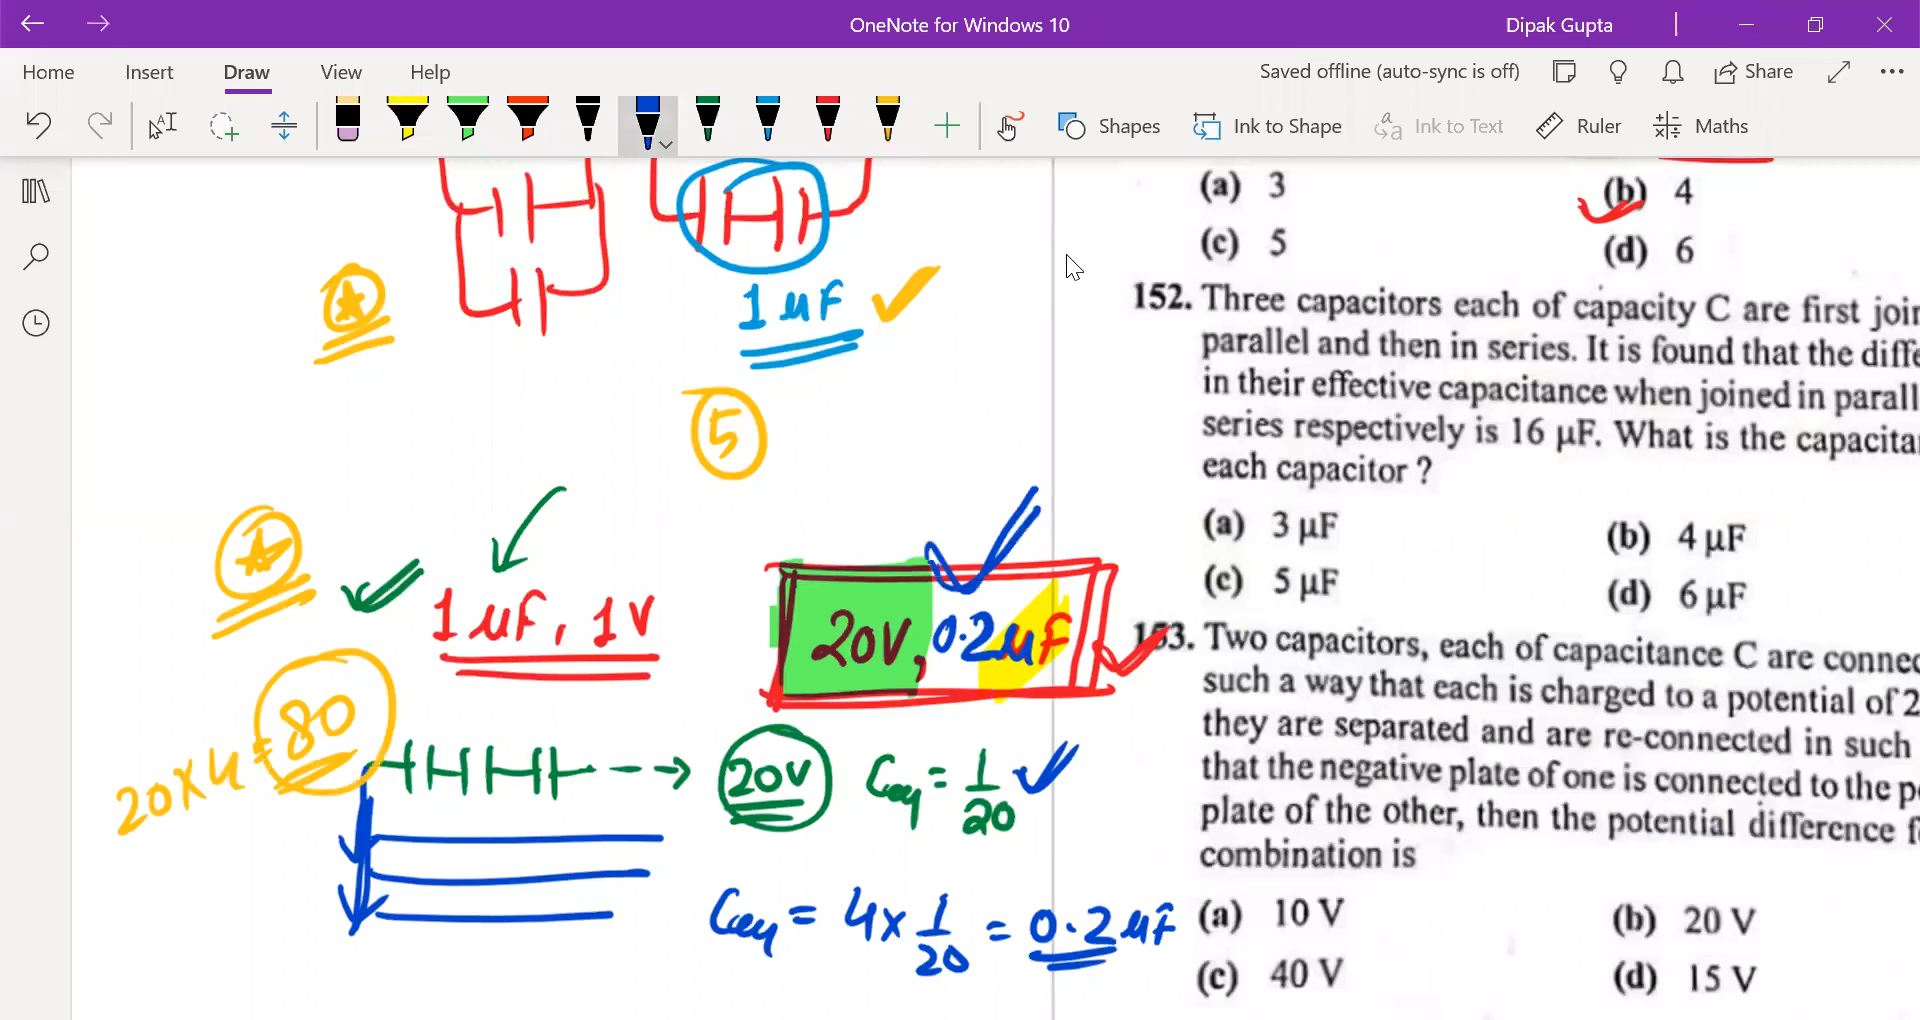 OneNote for Windows 10
Dipak Gupta
Home Insert Draw View Help
Saved offline (auto-sync is off)
Share
Shapes
Ink to Shape
Ink to Text
Ruler
Maths
1 μF
5
1 μF, 1V
20V, 0.2 μF
20×4 = 80
20V
Ceq = 1/20
Ceq = 4 × 1/20 = 0.2 μF
(a) 3
(b) 4
(c) 5
(d) 6
152. Three capacitors each of capacity C are first join
parallel and then in series. It is found that the diffe
in their effective capacitance when joined in parall
series respectively is 16 μF. What is the capacita
each capacitor ?
(a) 3 μF
(b) 4 μF
(c) 5 μF
(d) 6 μF
153. Two capacitors, each of capacitance C are connec
such a way that each is charged to a potential of 2
they are separated and are re-connected in such
that the negative plate of one is connected to the p
plate of the other, then the potential difference f
combination is
(a) 10 V
(b) 20 V
(c) 40 V
(d) 15 V